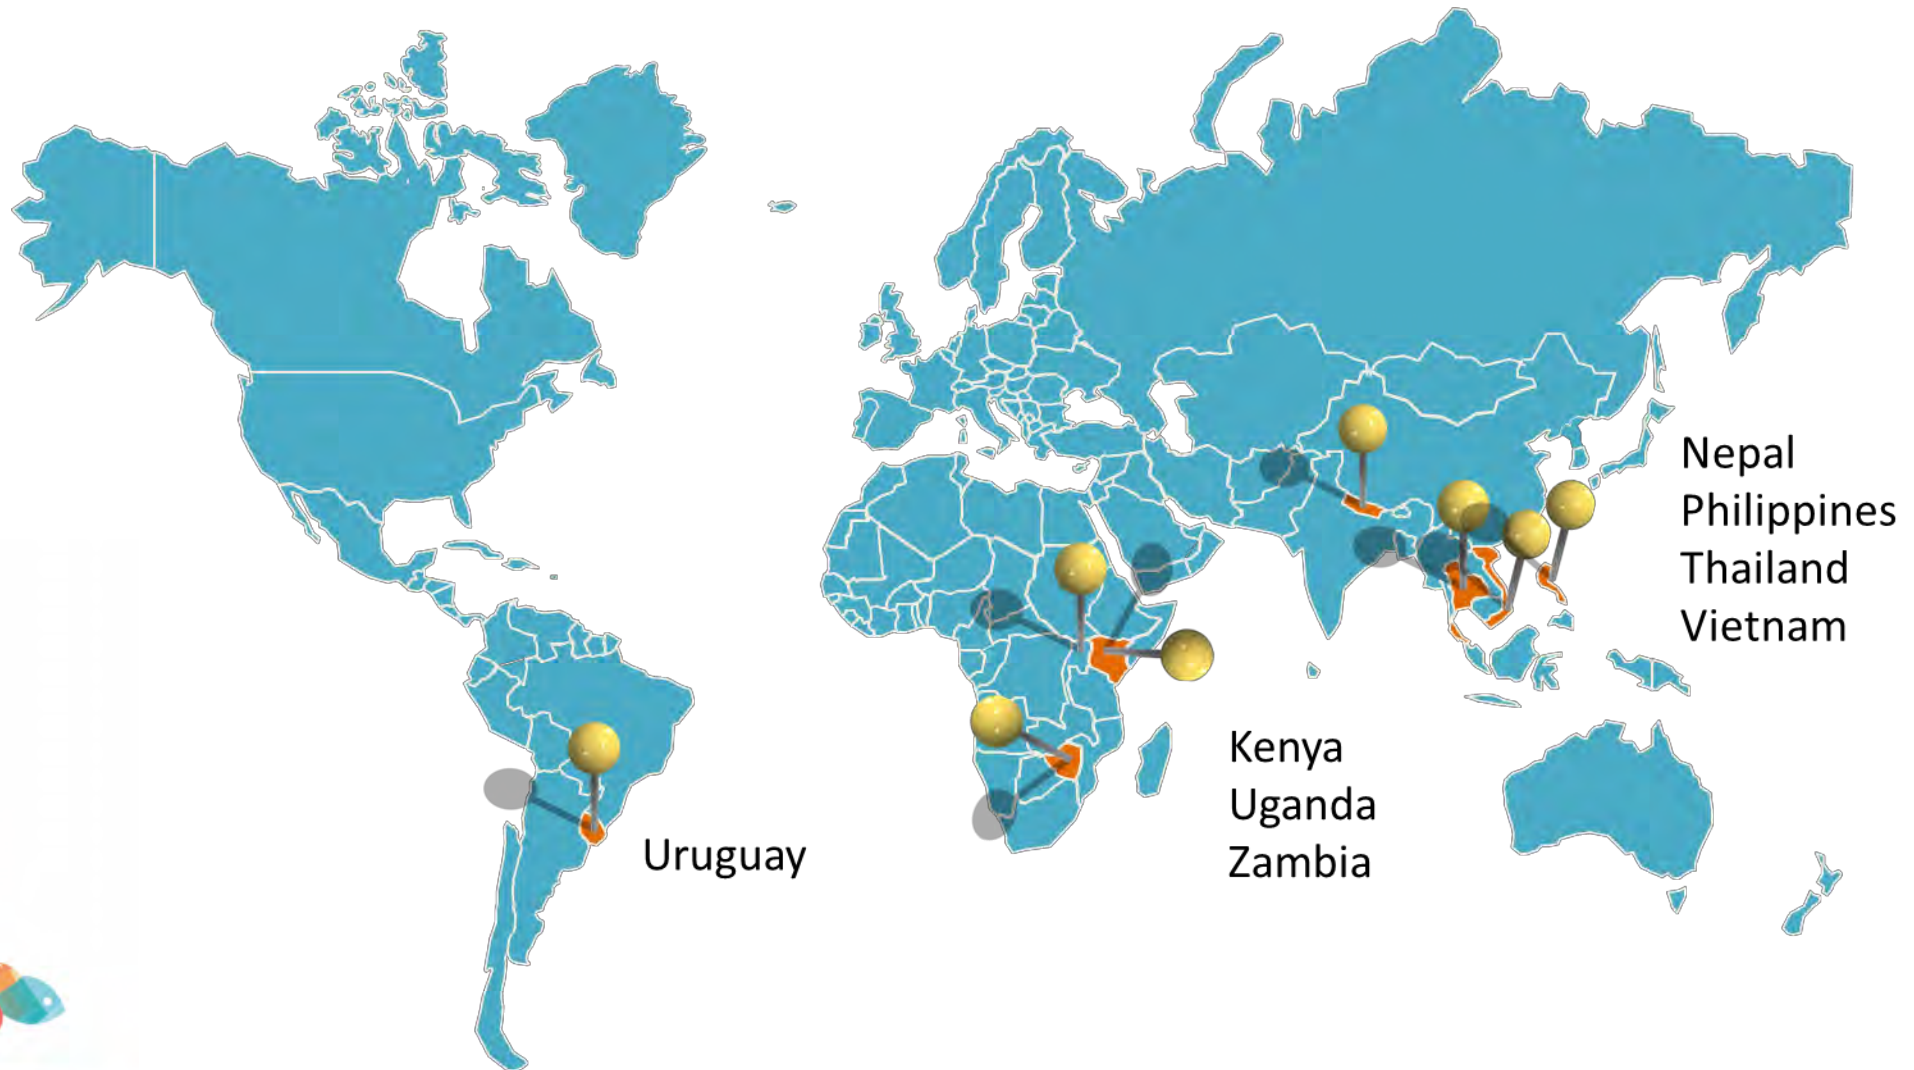 Nepal
Philippines
Thailand
Vietnam
Kenya
Uganda
Zambia
Uruguay